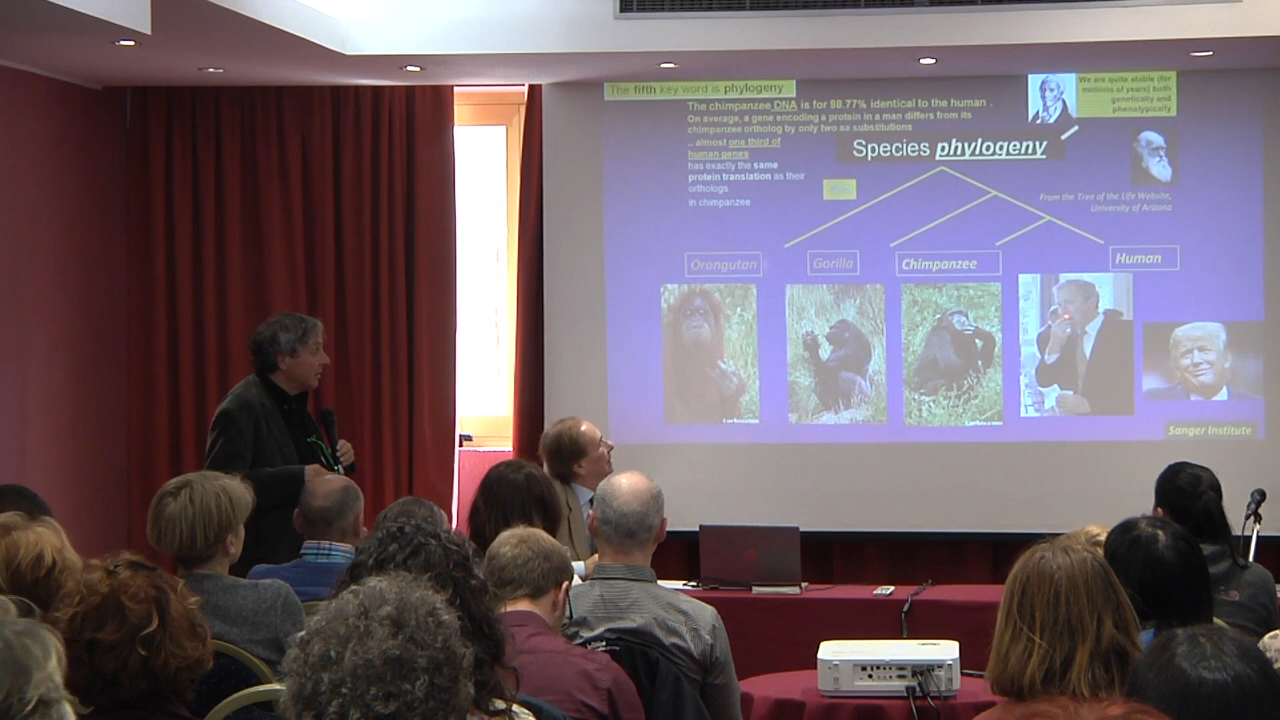 The fifth key word is phylogeny
The chimpanzee DNA is for 98.77% identical to the human .
On average, a gene encoding a protein in a man differs from its
chimpanzee ortholog by only two aa substitutions
.. almost one third of
human genes
has exactly the same
protein translation as their
orthologs
in chimpanzee
We are quite stable (for
millions of years) both
genetically and
phenotypically
Species phylogeny
From the Tree of the Life Website,
University of Arizona
Orangutan
Gorilla
Chimpanzee
Human
Sanger Institute